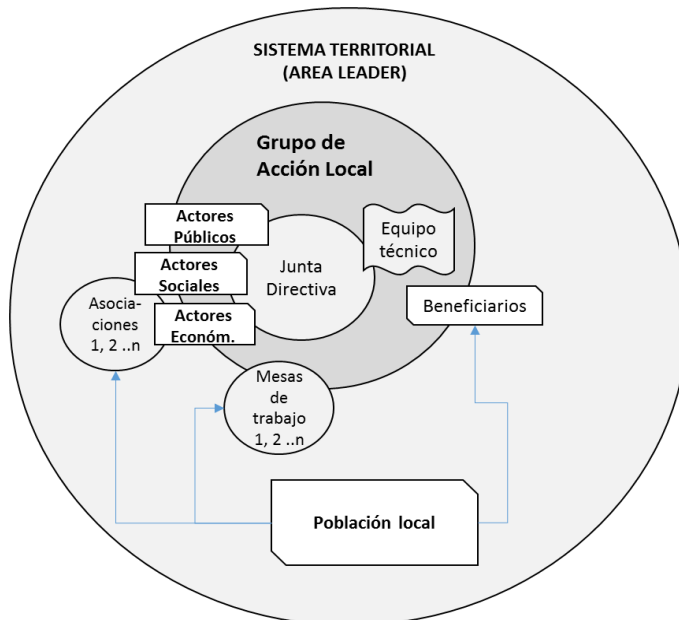 SISTEMA TERRITORIAL
(AREA LEADER)
Grupo de
Acción Local
Actores
Públicos
Equipo
técnico
Actores
Sociales
Junta
Directiva
Asocia-
ciones
1, 2 ..n
Actores
Económ.
Beneficiarios
Mesas
de
trabajo
1, 2 ..n
Población local